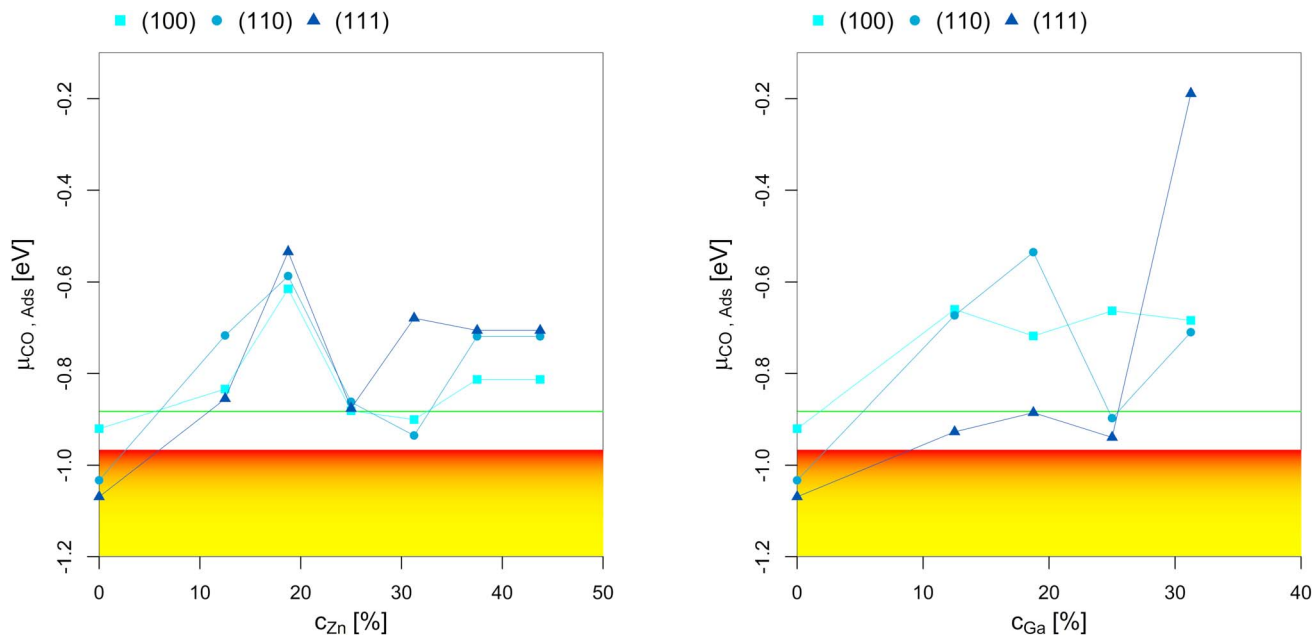 (100) (110) (111)
-0.2
-0.4
-0.6
-0.8
-1.0
-1.2
μCO , Ads [eV]
0 10 20 30 40 50
cZn [%]
(100) (110) (111)
-0.2
-0.4
-0.6
-0.8
-1.0
-1.2
μCO , Ads [eV]
0 10 20 30 40
cGa [%]